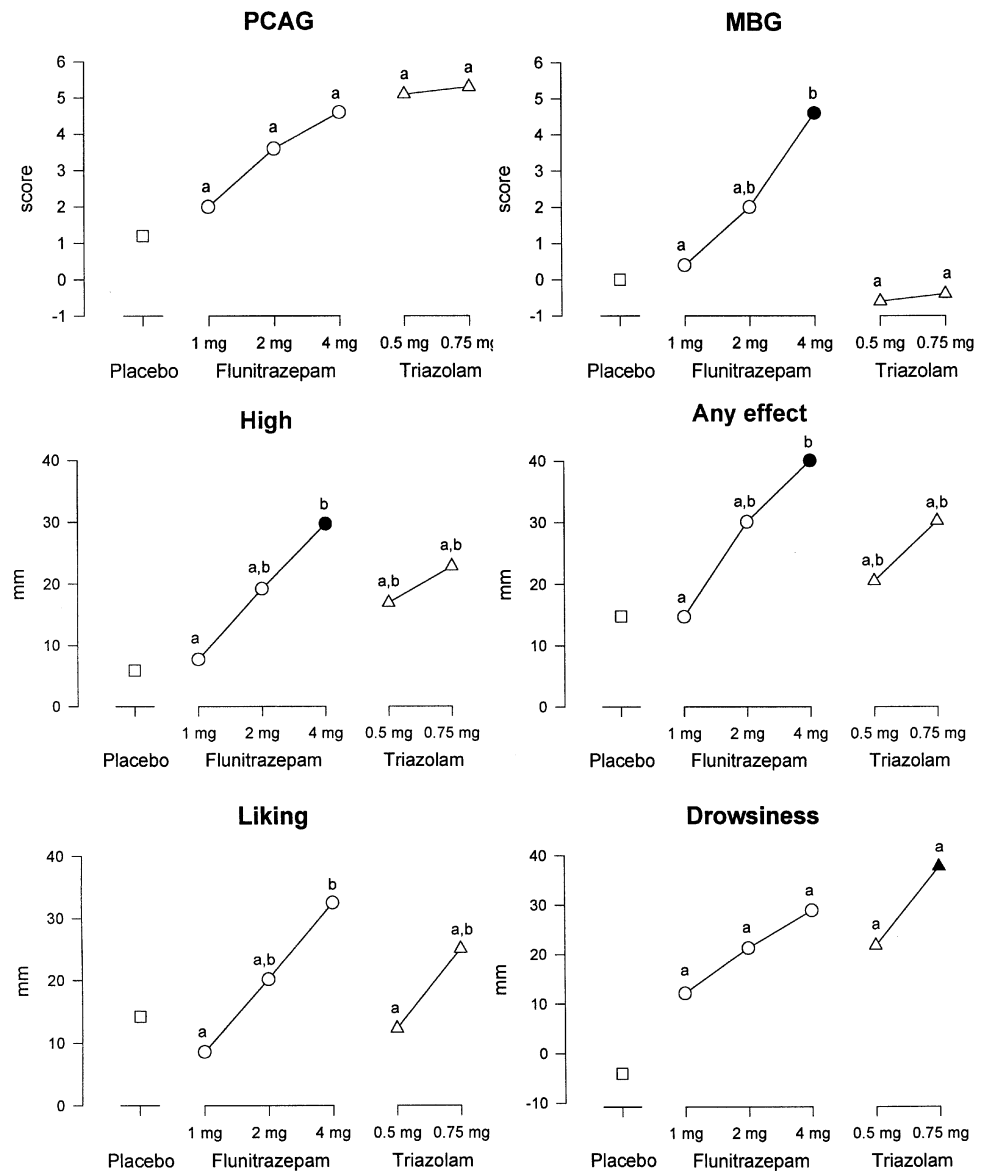 PCAG
6
5
4
3
2
1
0
-1
score
a
a
a
a
a
1 mg 2 mg 4 mg 0.5 mg 0.75 mg
Placebo Flunitrazepam Triazolam
MBG
6
5
4
3
2
1
0
-1
score
a
a,b
b
a
a
1 mg 2 mg 4 mg 0.5 mg 0.75 mg
Placebo Flunitrazepam Triazolam
High
40
30
20
10
0
mm
a
a,b
b
a,b
a,b
1 mg 2 mg 4 mg 0.5 mg 0.75 mg
Placebo Flunitrazepam Triazolam
Any effect
40
30
20
10
0
mm
a
a,b
b
a,b
a,b
1 mg 2 mg 4 mg 0.5 mg 0.75 mg
Placebo Flunitrazepam Triazolam
Liking
40
30
20
10
0
mm
a
a,b
b
a
a,b
1 mg 2 mg 4 mg 0.5 mg 0.75 mg
Placebo Flunitrazepam Triazolam
Drowsiness
40
30
20
10
0
-10
mm
a
a
a
a
a
1 mg 2 mg 4 mg 0.5 mg 0.75 mg
Placebo Flunitrazepam Triazolam